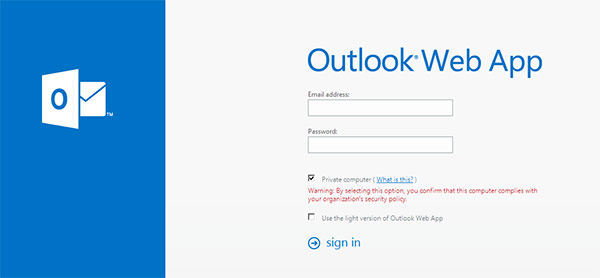 Outlook® Web App
Email address:
Password:
O
TM
Private computer ( What is this? )
Warning: By selecting this option, you confirm that this computer complies with
your organization's security policy.
Use the light version of Outlook Web App
sign in